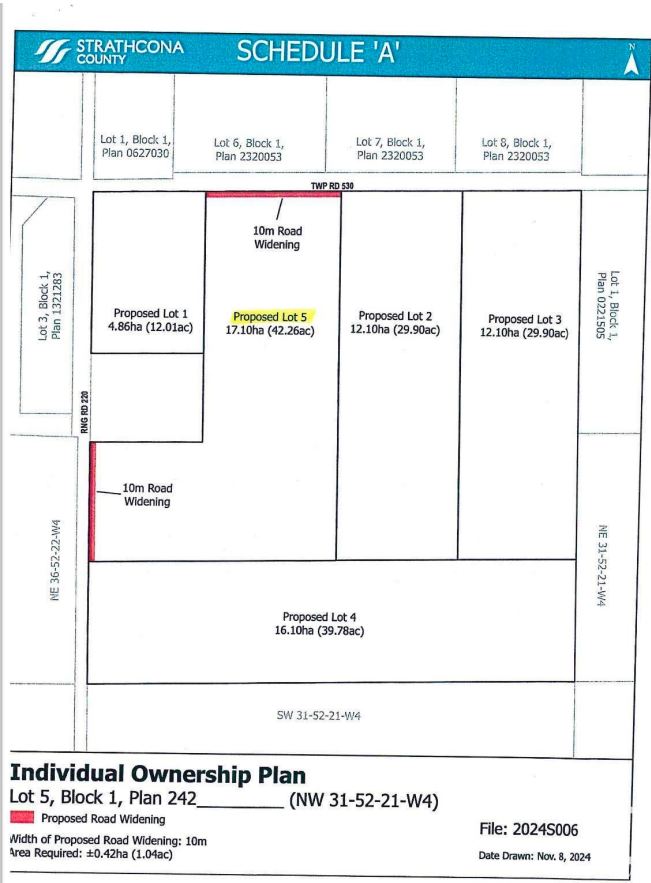 STRATHCONA
COUNTY
SCHEDULE 'A'
N
Lot 1, Block 1,
Plan 0627030
Lot 6, Block 1,
Plan 2320053
Lot 7, Block 1,
Plan 2320053
Lot 8, Block 1,
Plan 2320053
TWP RD 530
10m Road
Widening
Lot 3, Block 1,
Plan 1321283
Proposed Lot 1
4.86ha (12.01ac)
Proposed Lot 5
17.10ha (42.26ac)
Proposed Lot 2
12.10ha (29.90ac)
Proposed Lot 3
12.10ha (29.90ac)
Lot 1, Block 1,
Plan 0221505
RNG RD 220
10m Road
Widening
NE 36-52-22-W4
NE 31-52-21-W4
Proposed Lot 4
16.10ha (39.78ac)
SW 31-52-21-W4
Individual Ownership Plan
Lot 5, Block 1, Plan 242________ (NW 31-52-21-W4)
Proposed Road Widening
Width of Proposed Road Widening: 10m
Area Required: ±0.42ha (1.04ac)
File: 2024S006
Date Drawn: Nov. 8, 2024